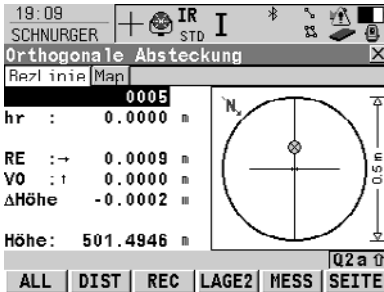 19:09
SCHNURGER
IR
STD
I
Orthogonale Absteckung
BezLinie Map
0005
hr : 0.0000 m
RE :→ 0.0009 m
VO :↑ 0.0000 m
ΔHöhe -0.0002 m
Höhe: 501.4946 m
N
0.5 m
Q2a⇧
ALL DIST REC LAGE2 MESS SEITE